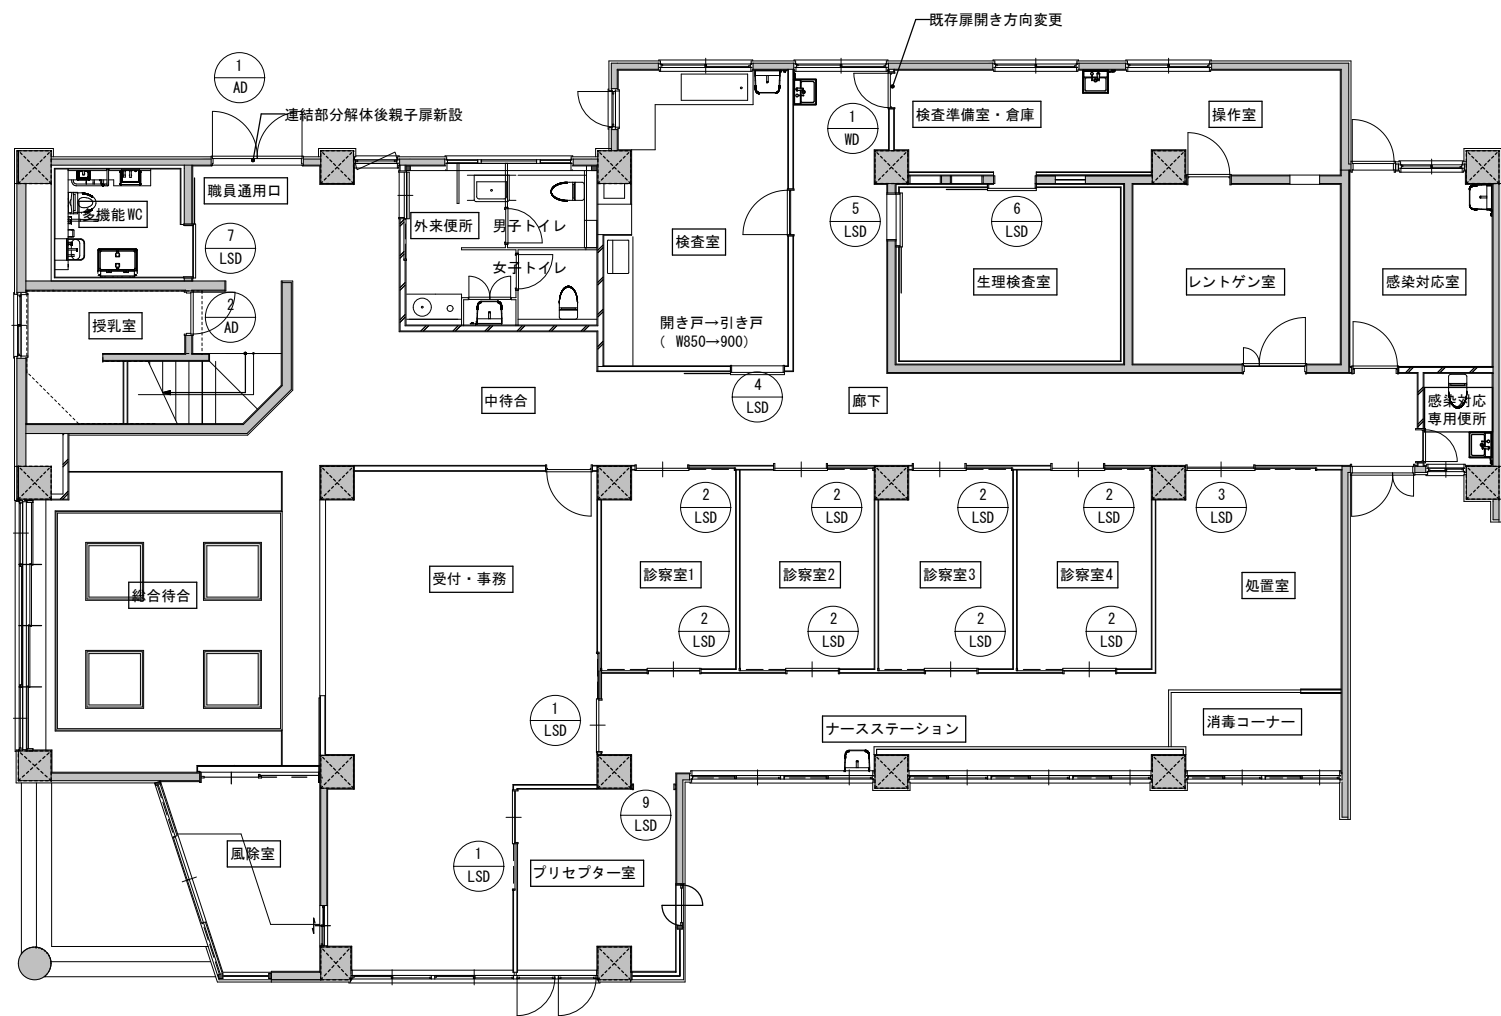 既存扉開き方向変更
1
AD
連結部分解体後親子扉新設
1
WD
検査準備室・倉庫
操作室
職員通用口
多機能WC
外来便所
男子トイレ
女子トイレ
7
LSD
検査室
5
LSD
6
LSD
生理検査室
レントゲン室
感染対応室
授乳室
2
AD
開き戸→引き戸
( W850→900)
4
LSD
中待合
廊下
感染対応
専用便所
2
LSD
2
LSD
2
LSD
2
LSD
3
LSD
受付・事務
診察室1
診察室2
診察室3
診察室4
処置室
総合待合
2
LSD
2
LSD
2
LSD
2
LSD
1
LSD
ナースステーション
消毒コーナー
9
LSD
風除室
1
LSD
プリセプター室